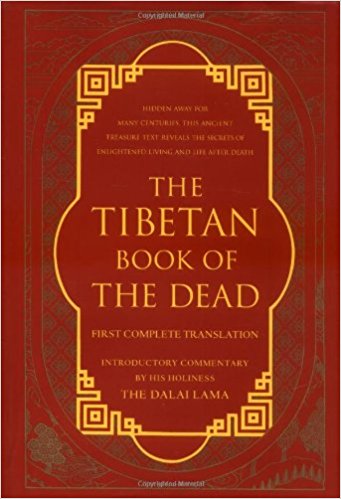 HIDDEN AWAY FOR
MANY CENTURIES, THIS ANCIENT
TREASURE TEXT REVEALS THE SECRETS OF
ENLIGHTENED LIVING AND LIFE AFTER DEATH
THE
TIBETAN
BOOK OF
THE DEAD
FIRST COMPLETE TRANSLATION
INTRODUCTORY COMMENTARY
BY HIS HOLINESS
THE DALAI LAMA